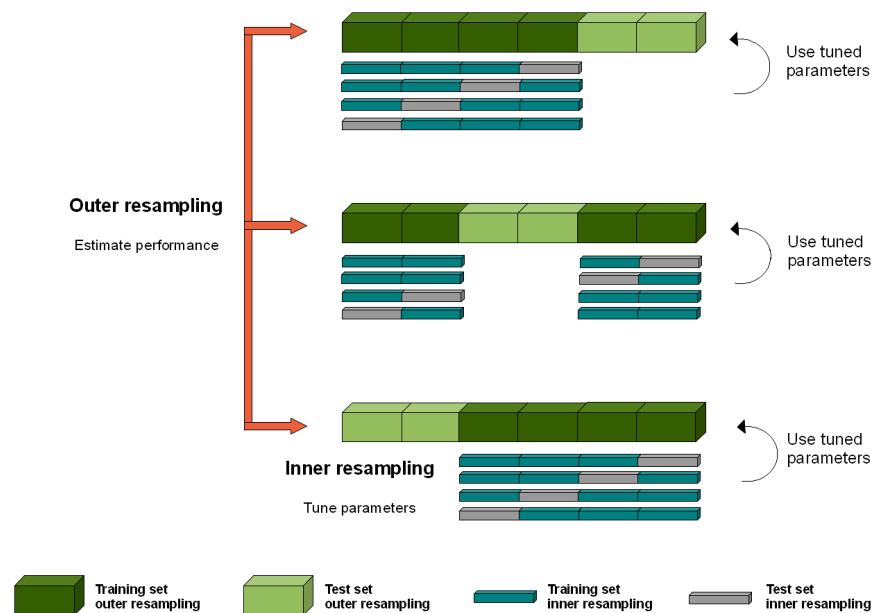 Use tuned
parameters
Outer resampling
Estimate performance
Use tuned
parameters
Inner resampling
Tune parameters
Use tuned
parameters
Training set
outer resampling
Test set
outer resampling
Training set
inner resampling
Test set
inner resampling